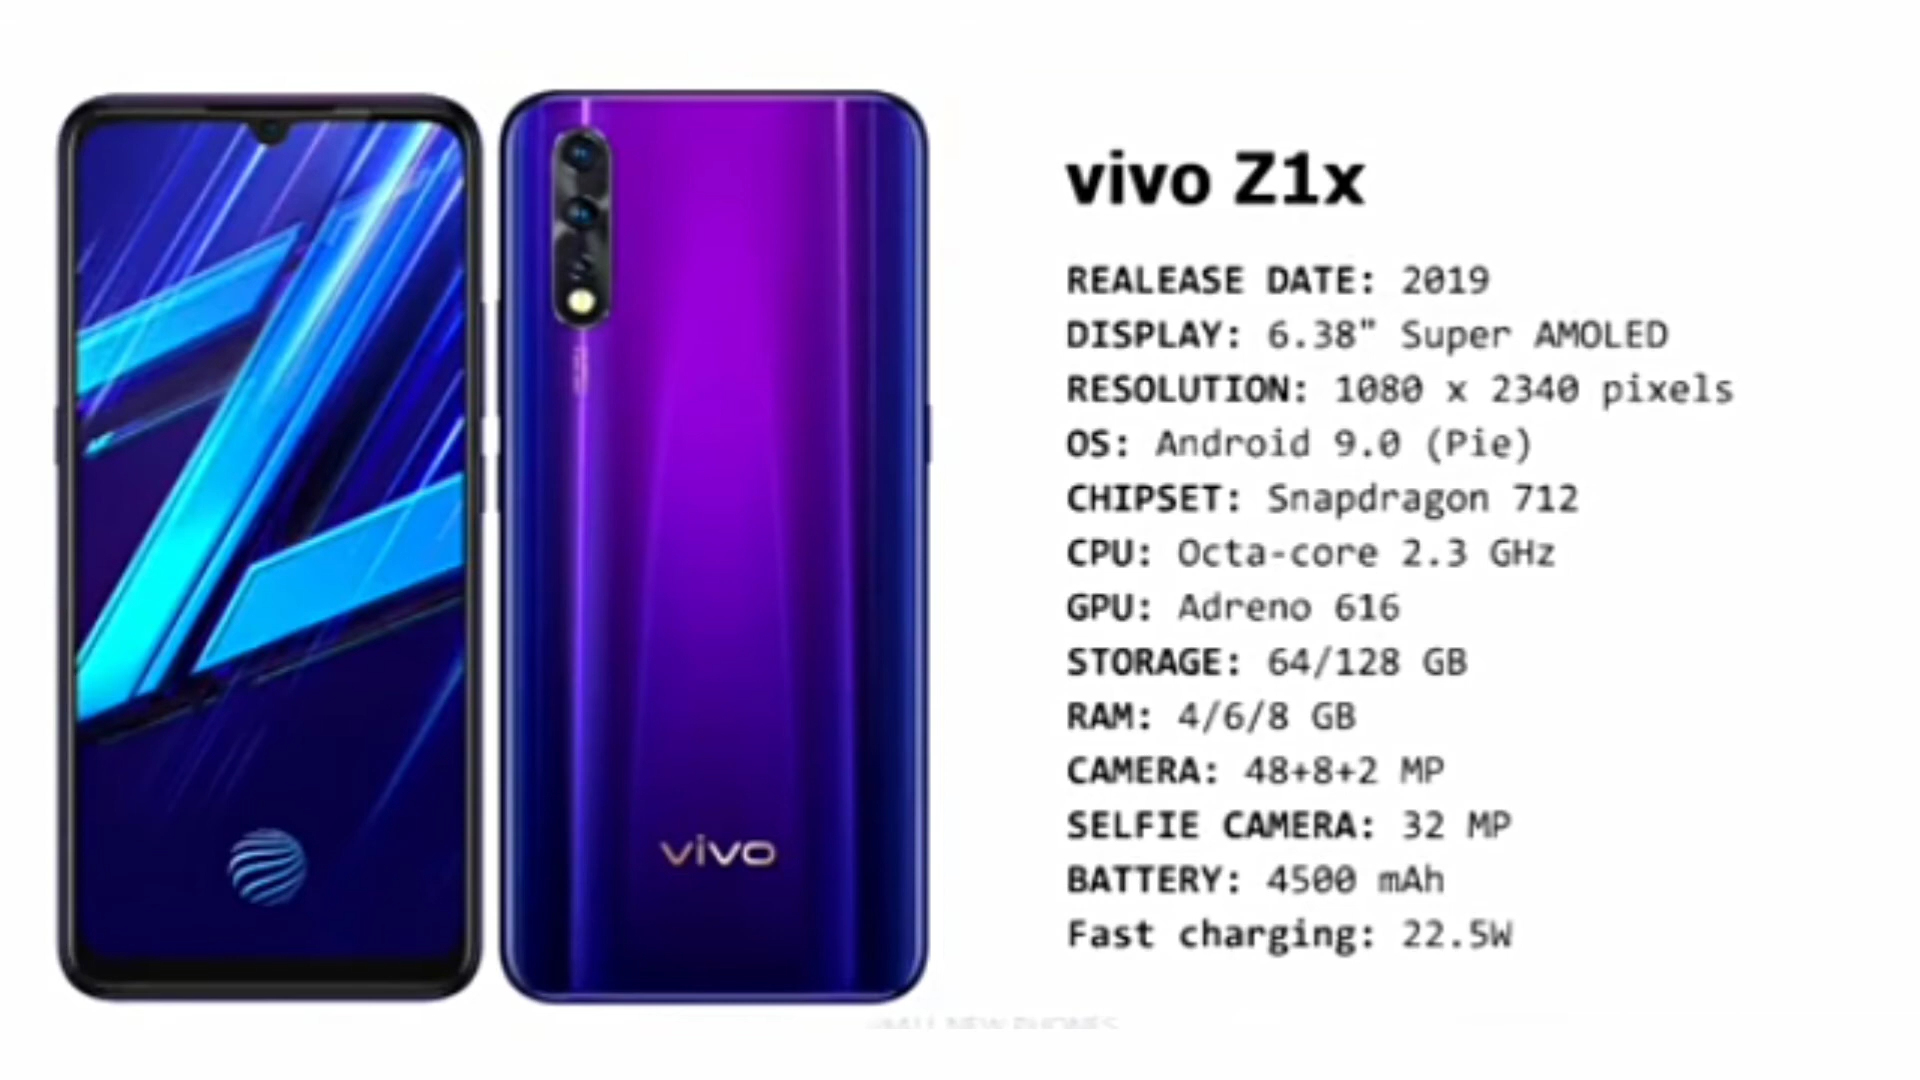 vivo
vivo Z1x
REALEASE DATE: 2019
DISPLAY: 6.38" Super AMOLED
RESOLUTION: 1080 x 2340 pixels
OS: Android 9.0 (Pie)
CHIPSET: Snapdragon 712
CPU: Octa-core 2.3 GHz
GPU: Adreno 616
STORAGE: 64/128 GB
RAM: 4/6/8 GB
CAMERA: 48+8+2 MP
SELFIE CAMERA: 32 MP
BATTERY: 4500 mAh
Fast charging: 22.5W
NEW PHONES